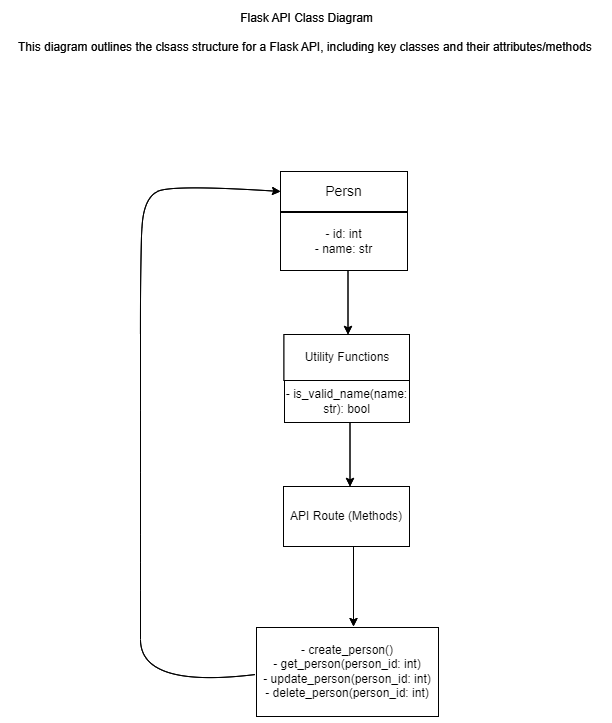 Flask API Class Diagram
This diagram outlines the clsass structure for a Flask API, including key classes and their attributes/methods
Persn
- id: int
- name: str
Utility Functions
- is_valid_name(name:
str): bool
API Route (Methods)
- create_person()
- get_person(person_id: int)
- update_person(person_id: int)
- delete_person(person_id: int)